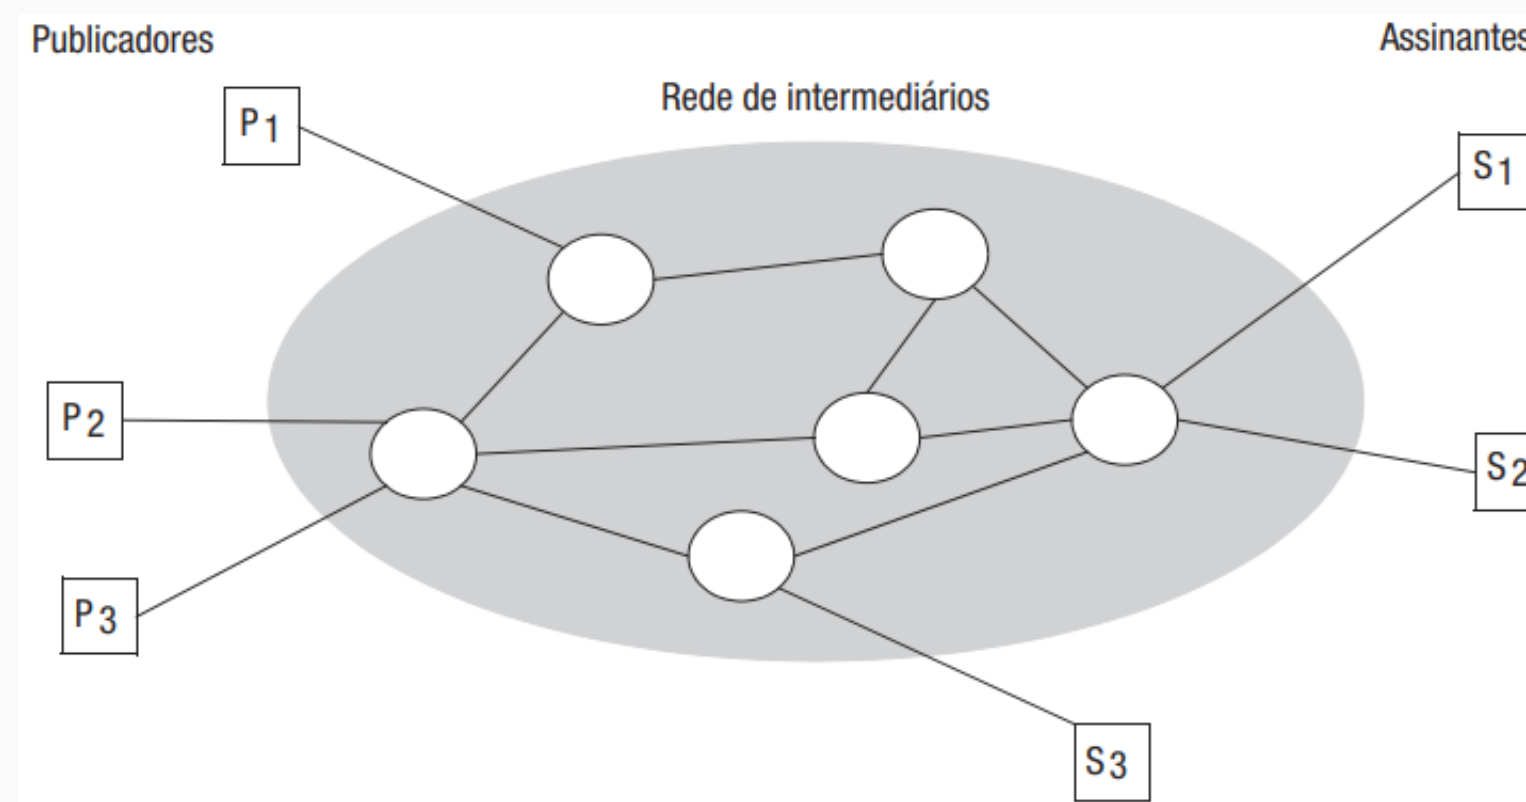 Publicadores
Assinantes
Rede de intermediários
P1
S1
P2
S2
P3
S3